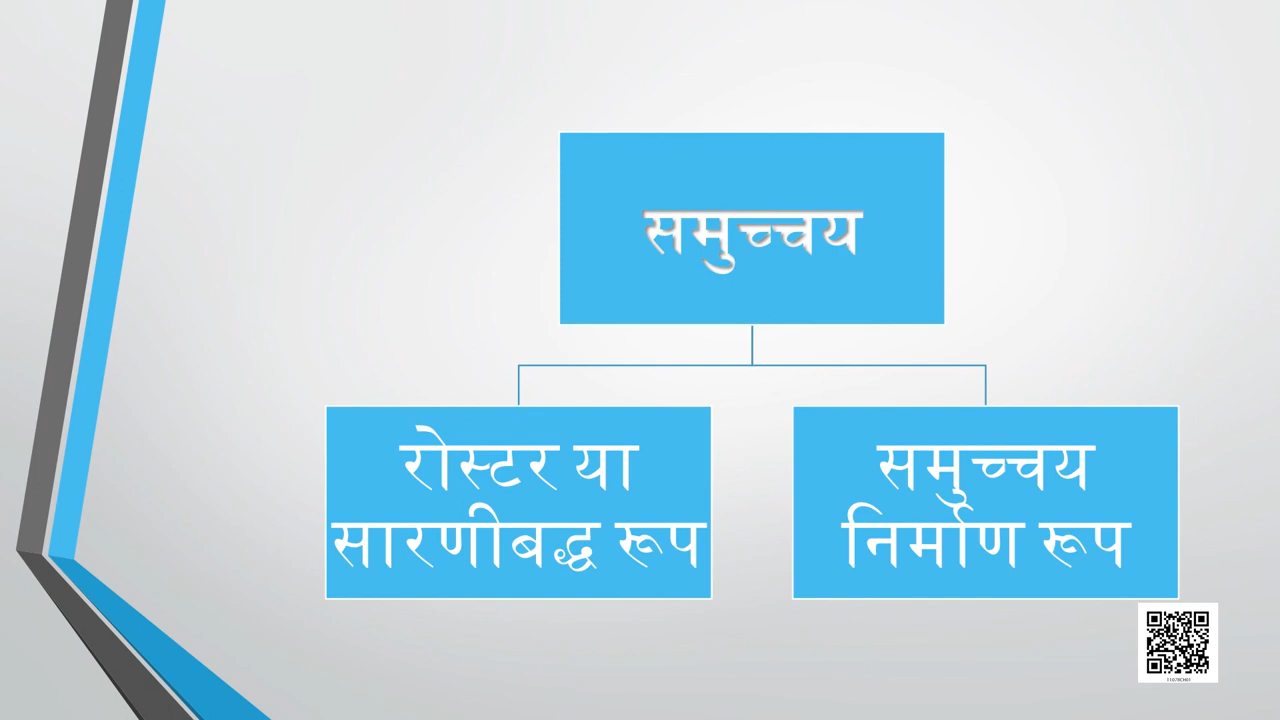 समुच्चय
रोस्टर या
सारणीबद्ध रूप
समुच्चय
निर्माण रूप